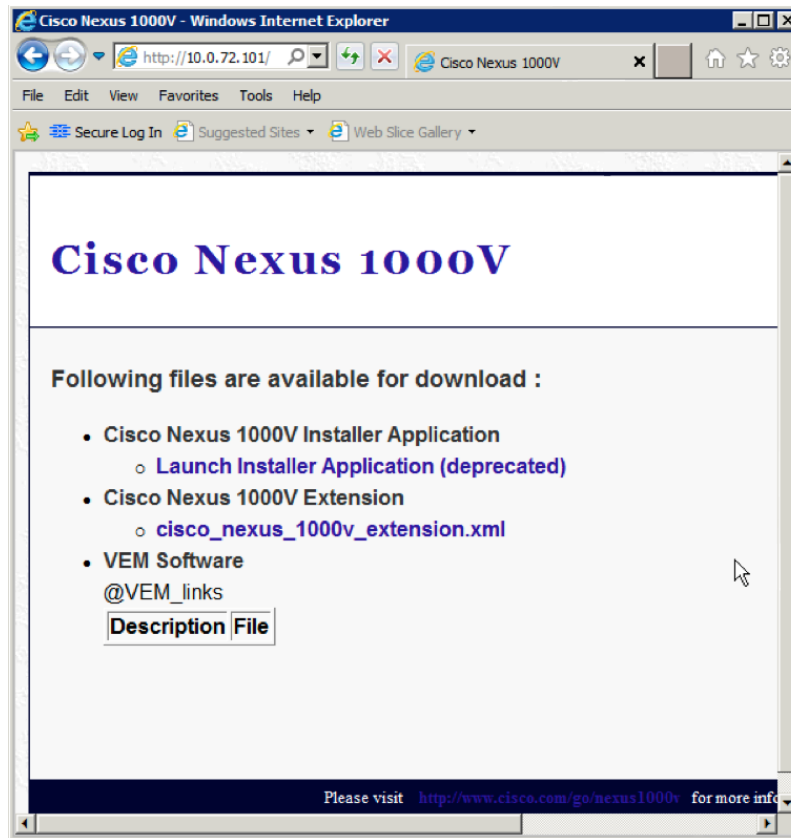 Cisco Nexus 1000V - Windows Internet Explorer
http://10.0.72.101/
Cisco Nexus 1000V
File Edit View Favorites Tools Help
Secure Log In Suggested Sites Web Slice Gallery
Cisco Nexus 1000V
Following files are available for download :
Cisco Nexus 1000V Installer Application
Launch Installer Application (deprecated)
Cisco Nexus 1000V Extension
cisco_nexus_1000v_extension.xml
VEM Software
@VEM_links
Description File
Please visit http://www.cisco.com/go/nexus1000v for more info